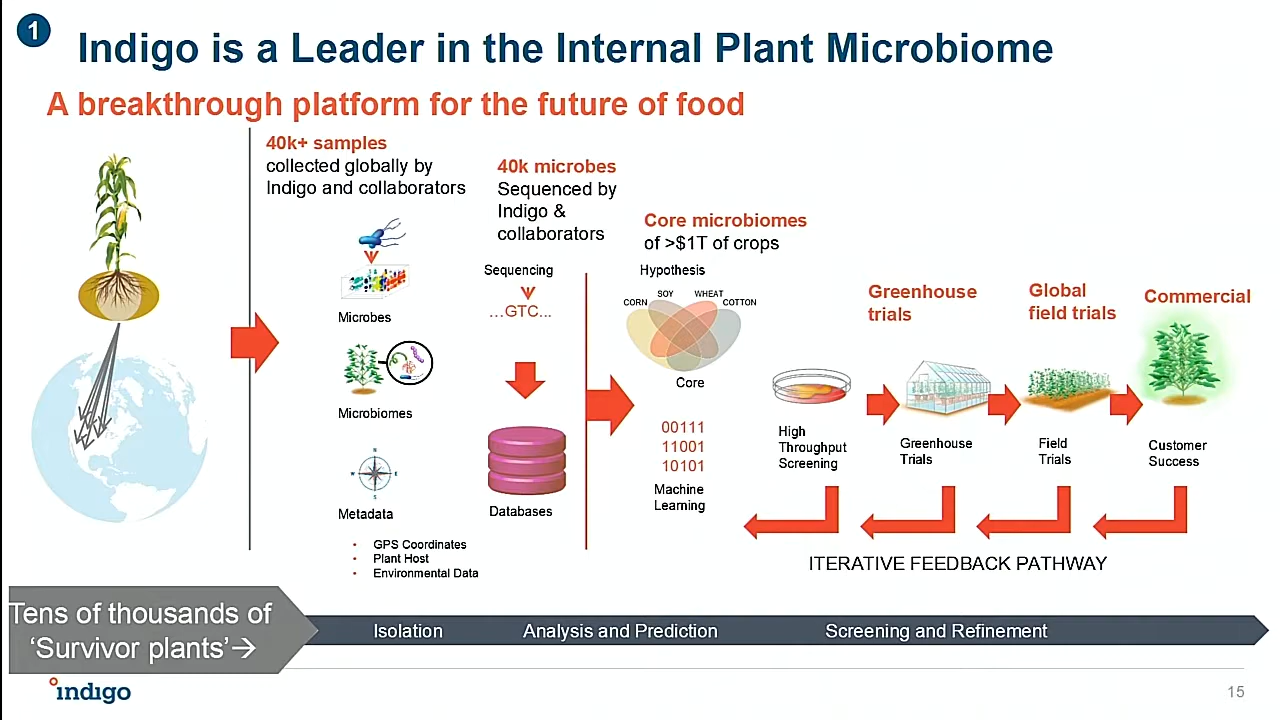 1
Indigo is a Leader in the Internal Plant Microbiome
A breakthrough platform for the future of food
40k+ samples
collected globally by
Indigo and collaborators
Microbes
Microbiomes
N
W
E
S
Metadata
• GPS Coordinates
• Plant Host
• Environmental Data
40k microbes
Sequenced by
Indigo &
collaborators
Sequencing
...GTC...
Databases
Core microbiomes
of >$1T of crops
Hypothesis
CORN
SOY
WHEAT
COTTON
Core
00111
11001
10101
Machine
Learning
High
Throughput
Screening
Greenhouse
trials
Greenhouse
Trials
Global
field trials
Field
Trials
Commercial
Customer
Success
ITERATIVE FEEDBACK PATHWAY
Tens of thousands of
‘Survivor plants’→
Isolation
Analysis and Prediction
Screening and Refinement
indigo
15